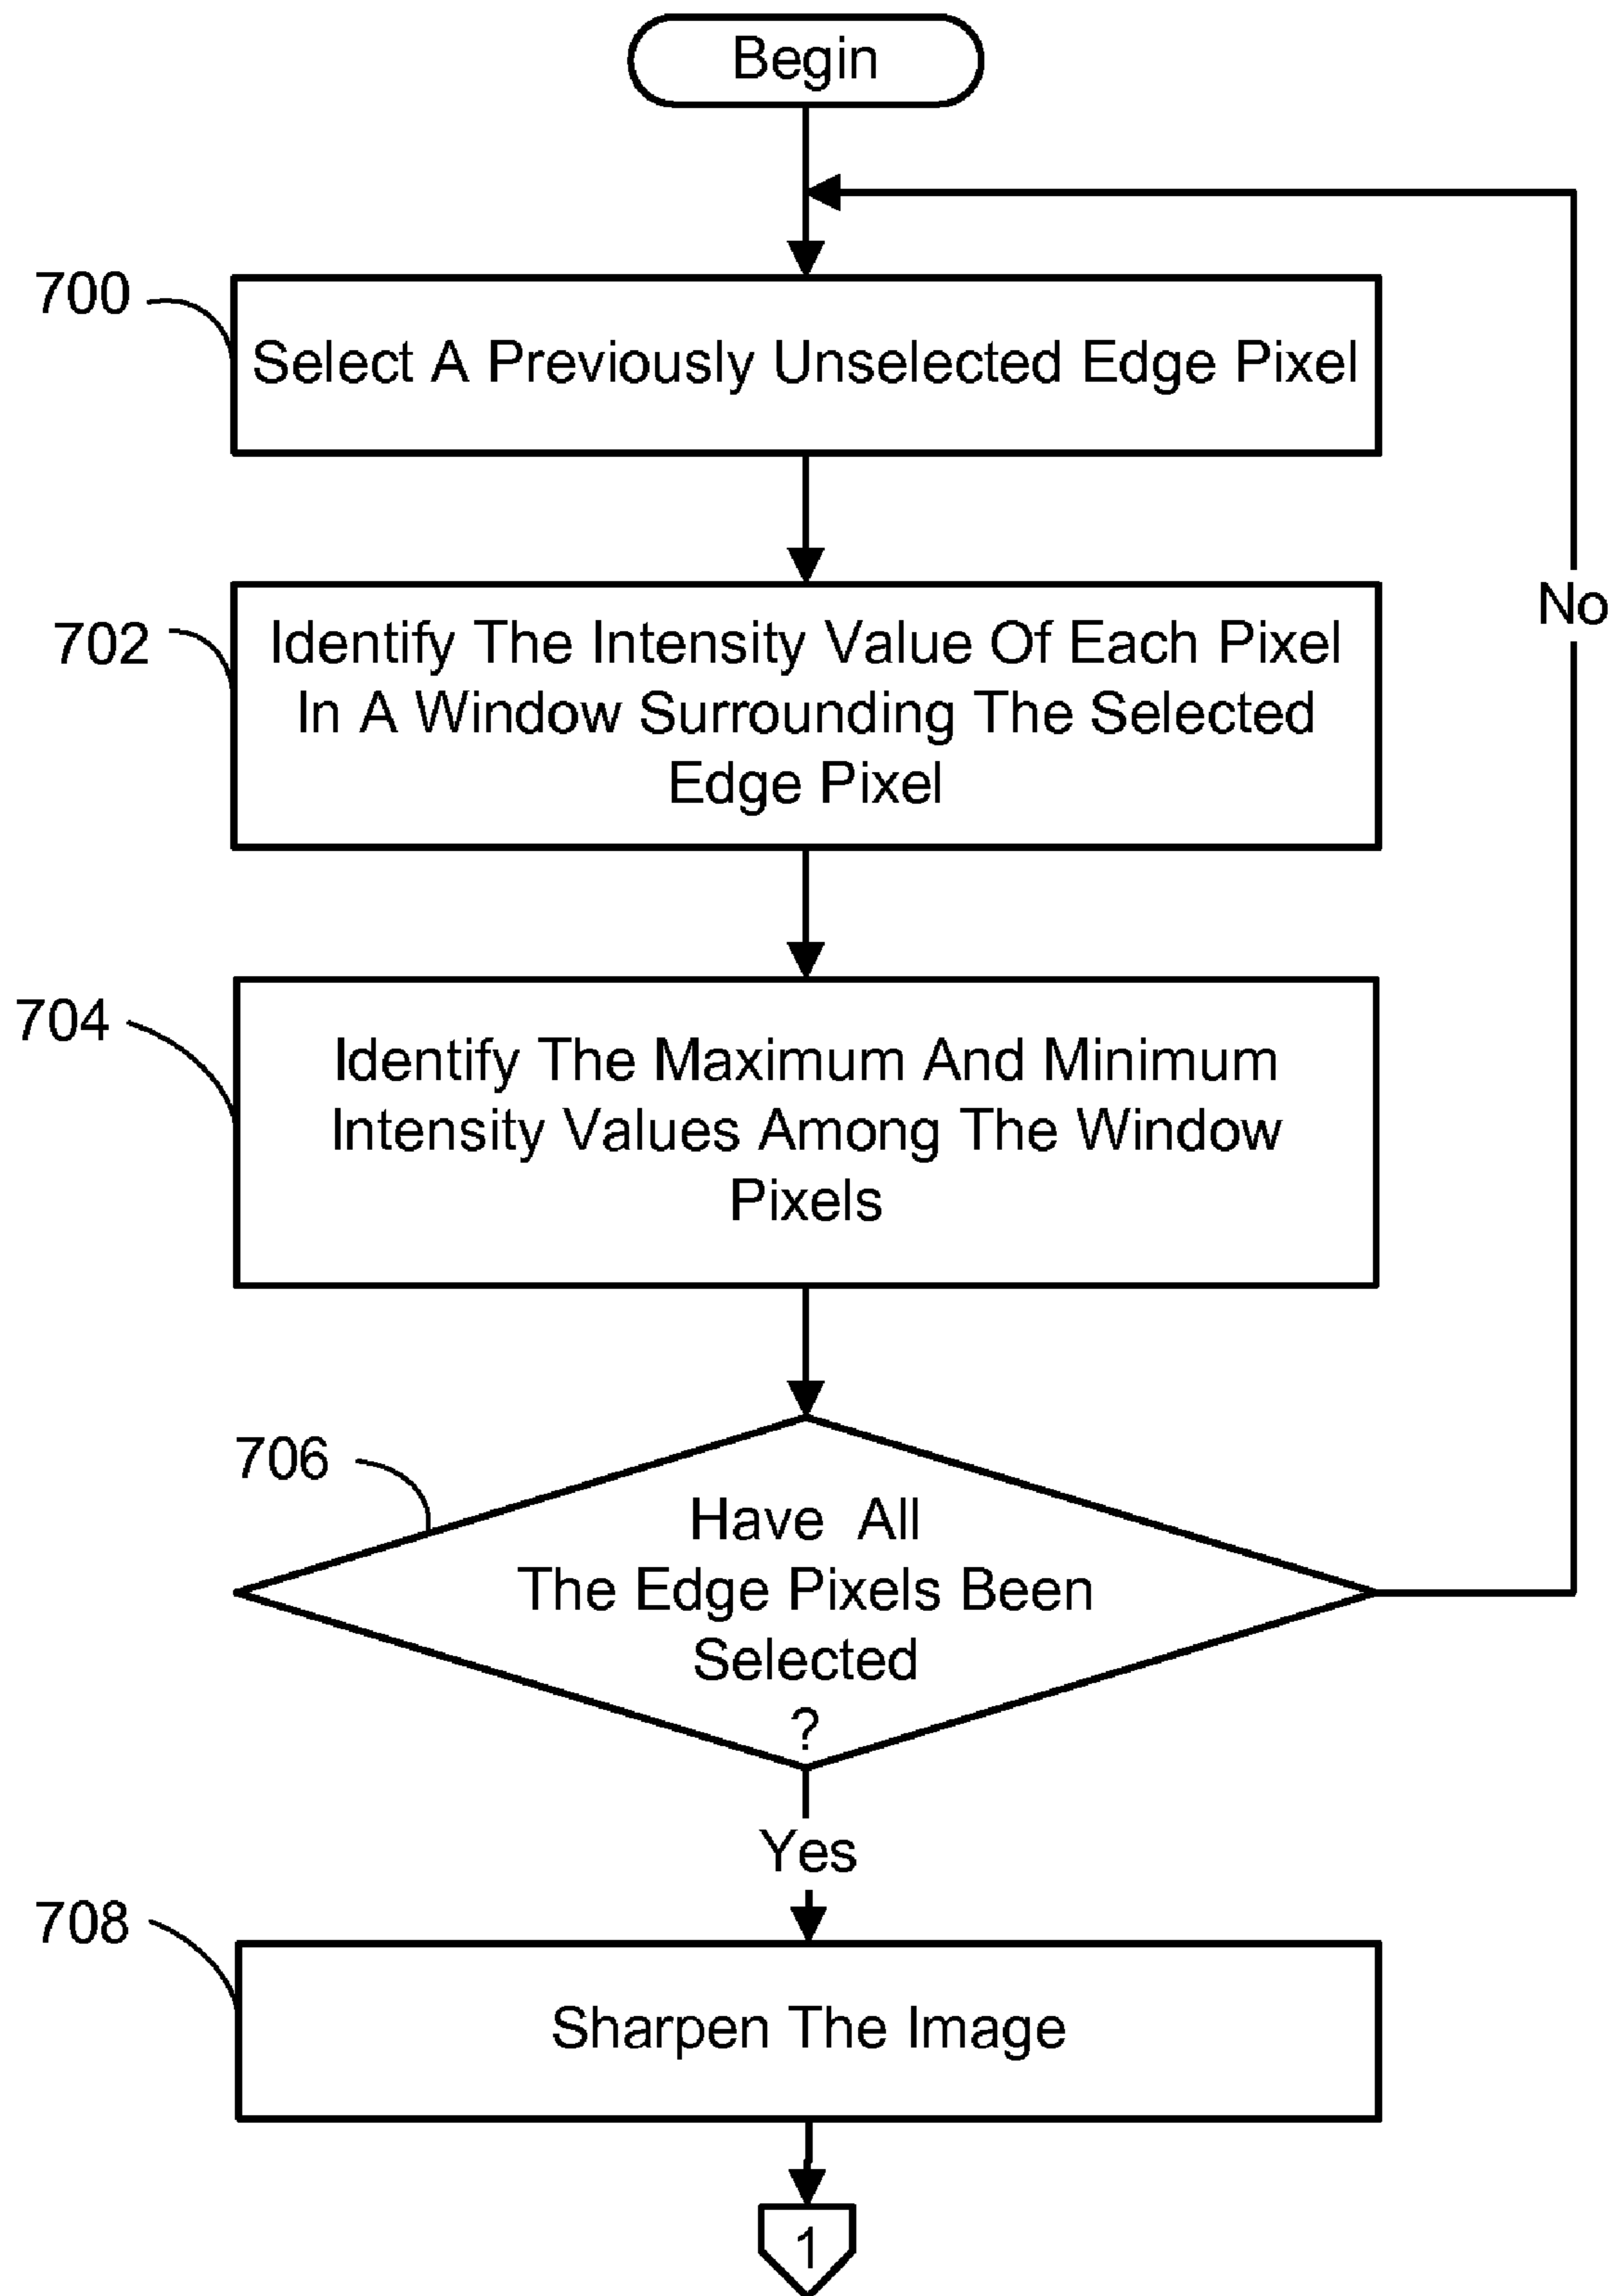 Begin
700
Select A Previously Unselected Edge Pixel
702
Identify The Intensity Value Of Each Pixel
In A Window Surrounding The Selected
Edge Pixel
No
704
Identify The Maximum And Minimum
Intensity Values Among The Window
Pixels
706
Have All
The Edge Pixels Been
Selected
?
Yes
708
Sharpen The Image
1